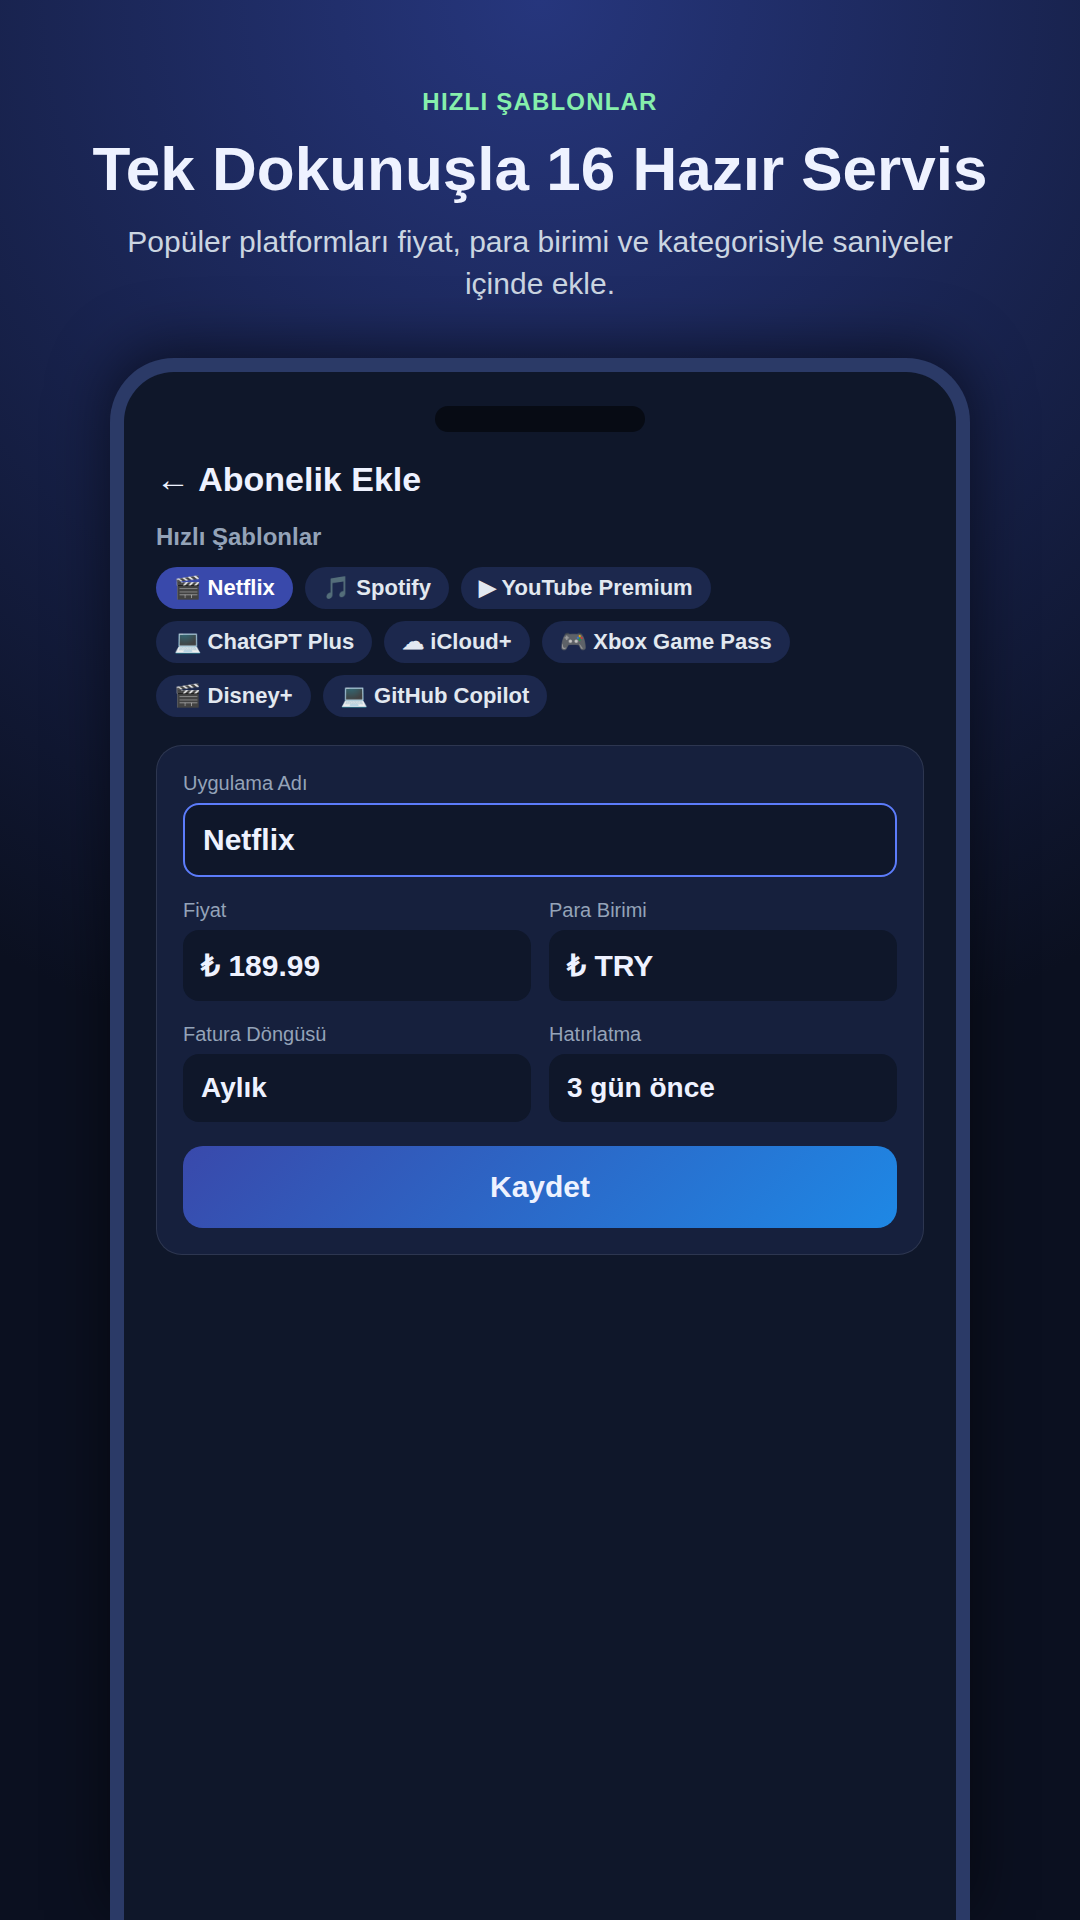 HIZLI ŞABLONLAR
Tek Dokunuşla 16 Hazır Servis
Popüler platformları fiyat, para birimi ve kategorisiyle saniyeler
içinde ekle.
← Abonelik Ekle
Hızlı Şablonlar
🎬 Netflix 🎵 Spotify ▶ YouTube Premium
💻 ChatGPT Plus ☁ iCloud+ 🎮 Xbox Game Pass
🎬 Disney+ 💻 GitHub Copilot
Uygulama Adı
Netflix
Fiyat Para Birimi
₺ 189.99 ₺ TRY
Fatura Döngüsü Hatırlatma
Aylık 3 gün önce
Kaydet